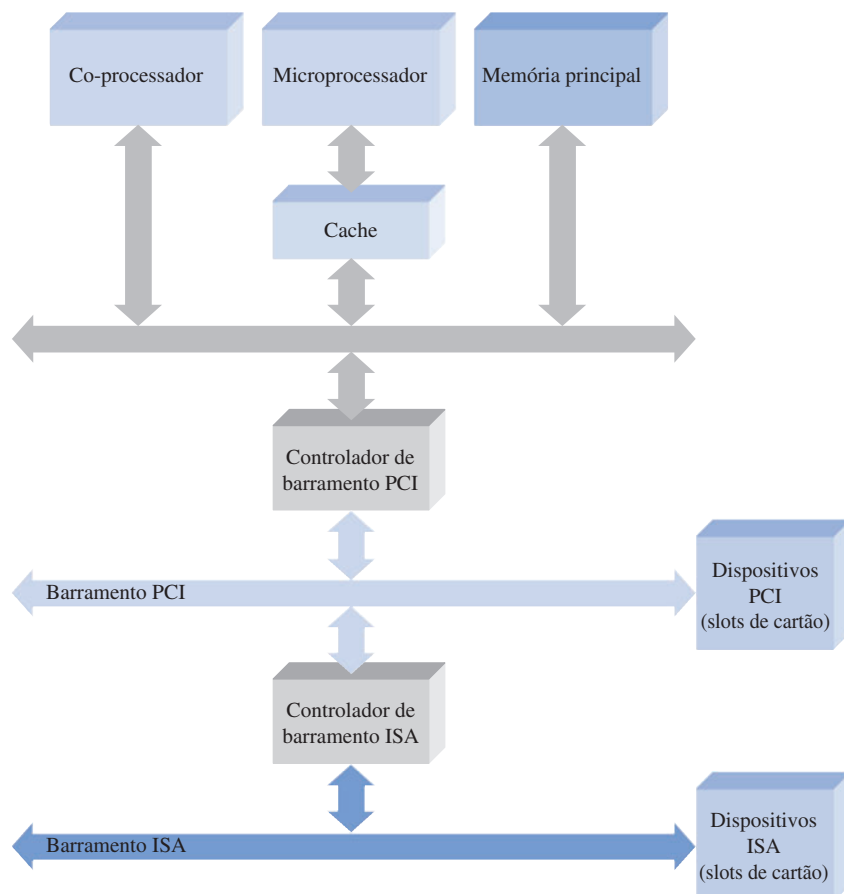 Co-processador
Microprocessador
Memória principal
Cache
Controlador de
barramento PCI
Barramento PCI
Dispositivos
PCI
(slots de cartão)
Controlador de
barramento ISA
Barramento ISA
Dispositivos
ISA
(slots de cartão)